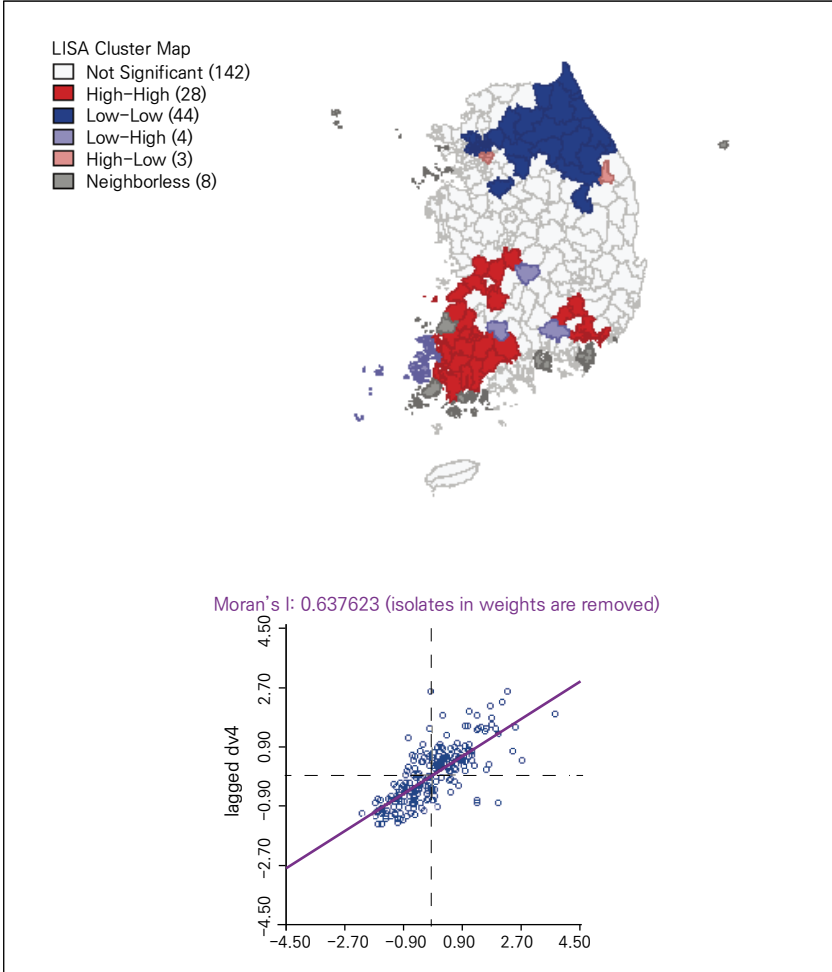 LISA Cluster Map
Not Significant (142)
High-High (28)
Low-Low (44)
Low-High (4)
High-Low (3)
Neighborless (8)
Moran's I: 0.637623 (isolates in weights are removed)
4.50
2.70
0.90
-0.90
-2.70
-4.50
lagged dv4
-4.50 -2.70 -0.90 0.90 2.70 4.50